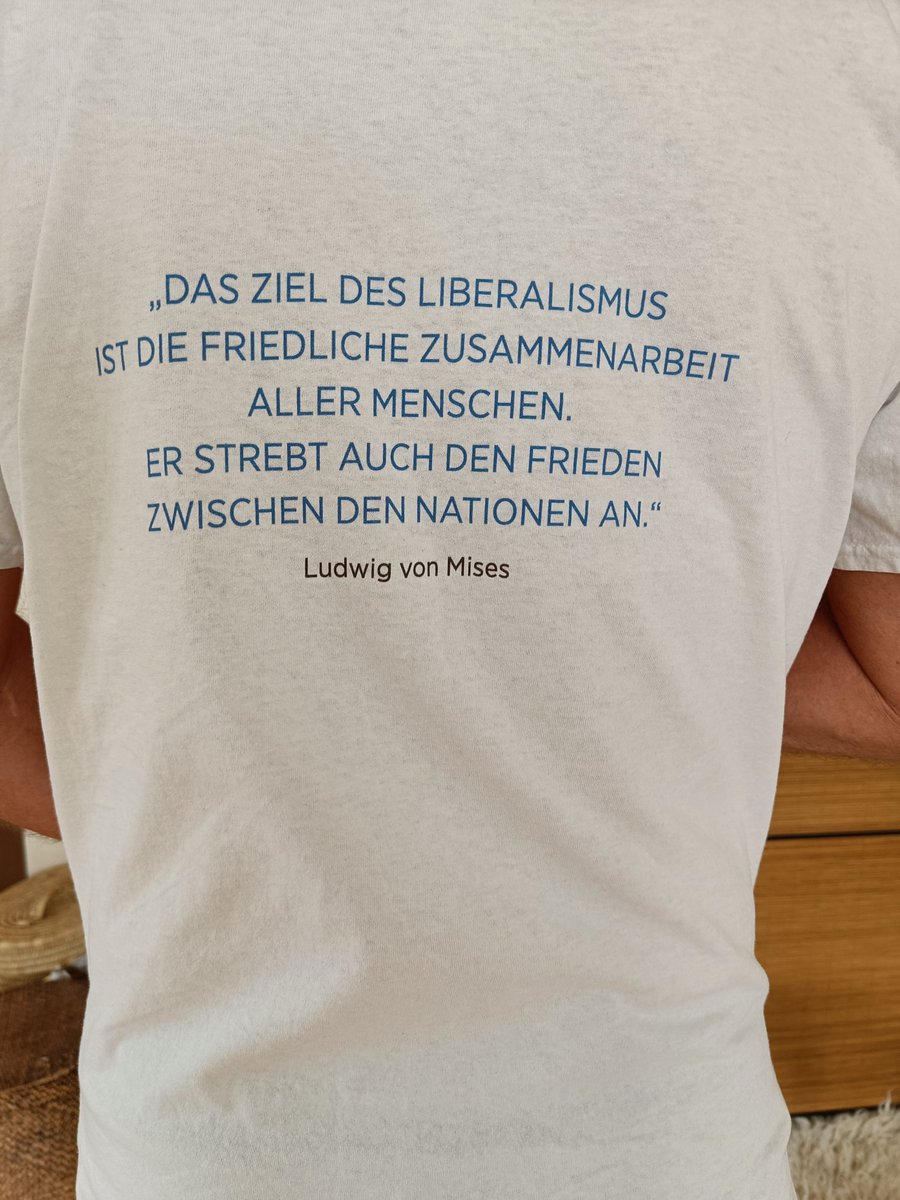 „DAS ZIEL DES LIBERALISMUS
IST DIE FRIEDLICHE ZUSAMMENARBEIT
ALLER MENSCHEN.
ER STREBT AUCH DEN FRIEDEN
ZWISCHEN DEN NATIONEN AN.“
Ludwig von Mises